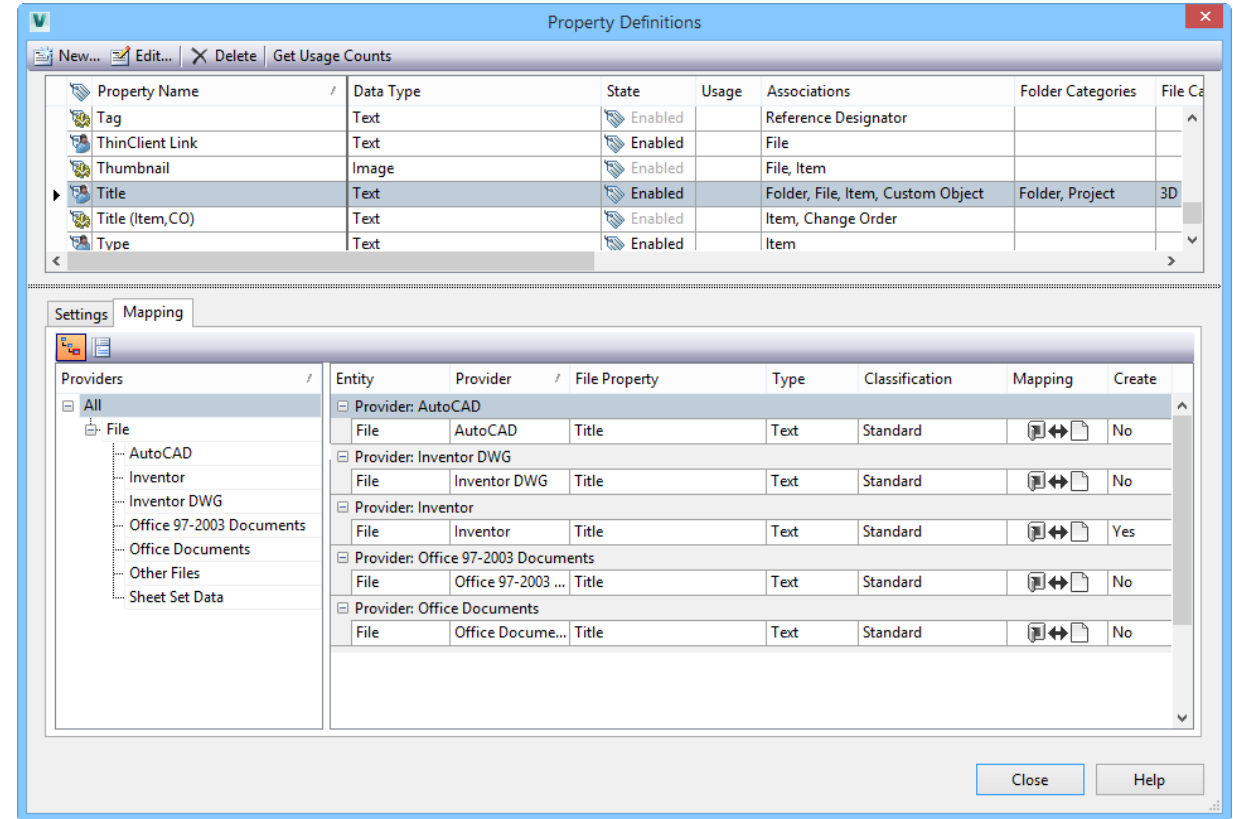 Property Definitions
New... Edit... Delete Get Usage Counts
Property Name / Data Type State Usage Associations Folder Categories File Ca
Tag Text Enabled Reference Designator
ThinClient Link Text Enabled File
Thumbnail Image Enabled File, Item
Title Text Enabled Folder, File, Item, Custom Object Folder, Project 3D
Title (Item,CO) Text Enabled Item, Change Order
Type Text Enabled Item
Settings Mapping
Providers / Entity Provider / File Property Type Classification Mapping Create
All Provider: AutoCAD
File File AutoCAD Title Text Standard No
AutoCAD Provider: Inventor DWG
Inventor File Inventor DWG Title Text Standard No
Inventor DWG Provider: Inventor
Office 97-2003 Documents File Inventor Title Text Standard Yes
Office Documents Provider: Office 97-2003 Documents
Other Files File Office 97-2003 ... Title Text Standard No
Sheet Set Data Provider: Office Documents
File Office Docume... Title Text Standard No
Close Help